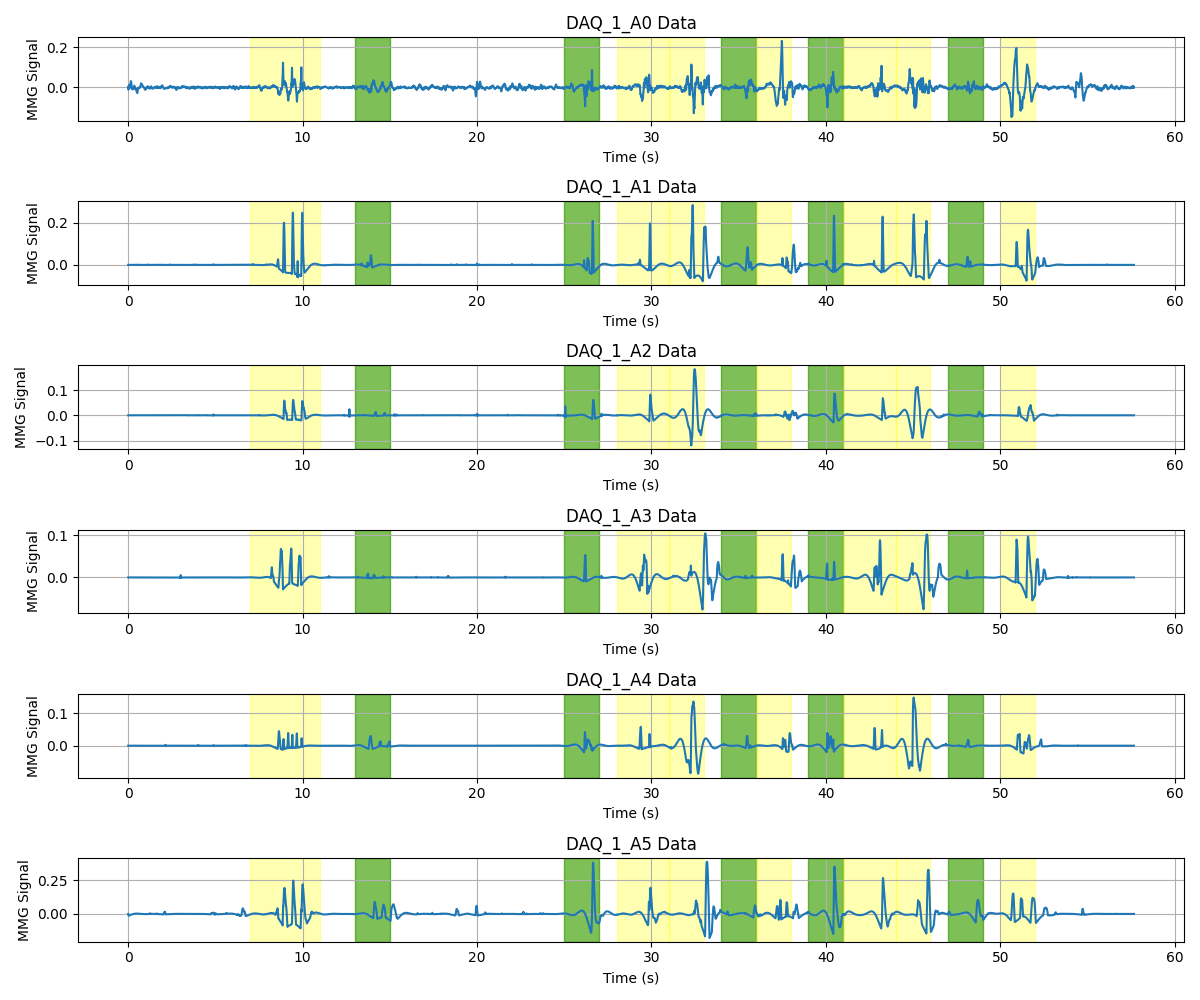 DAQ_1_A0 Data
MMG Signal
0.2
0.0
0 10 20 30 40 50 60
Time (s)
DAQ_1_A1 Data
MMG Signal
0.2
0.0
0 10 20 30 40 50 60
Time (s)
DAQ_1_A2 Data
MMG Signal
0.1
0.0
−0.1
0 10 20 30 40 50 60
Time (s)
DAQ_1_A3 Data
MMG Signal
0.1
0.0
0 10 20 30 40 50 60
Time (s)
DAQ_1_A4 Data
MMG Signal
0.1
0.0
0 10 20 30 40 50 60
Time (s)
DAQ_1_A5 Data
MMG Signal
0.25
0.00
0 10 20 30 40 50 60
Time (s)